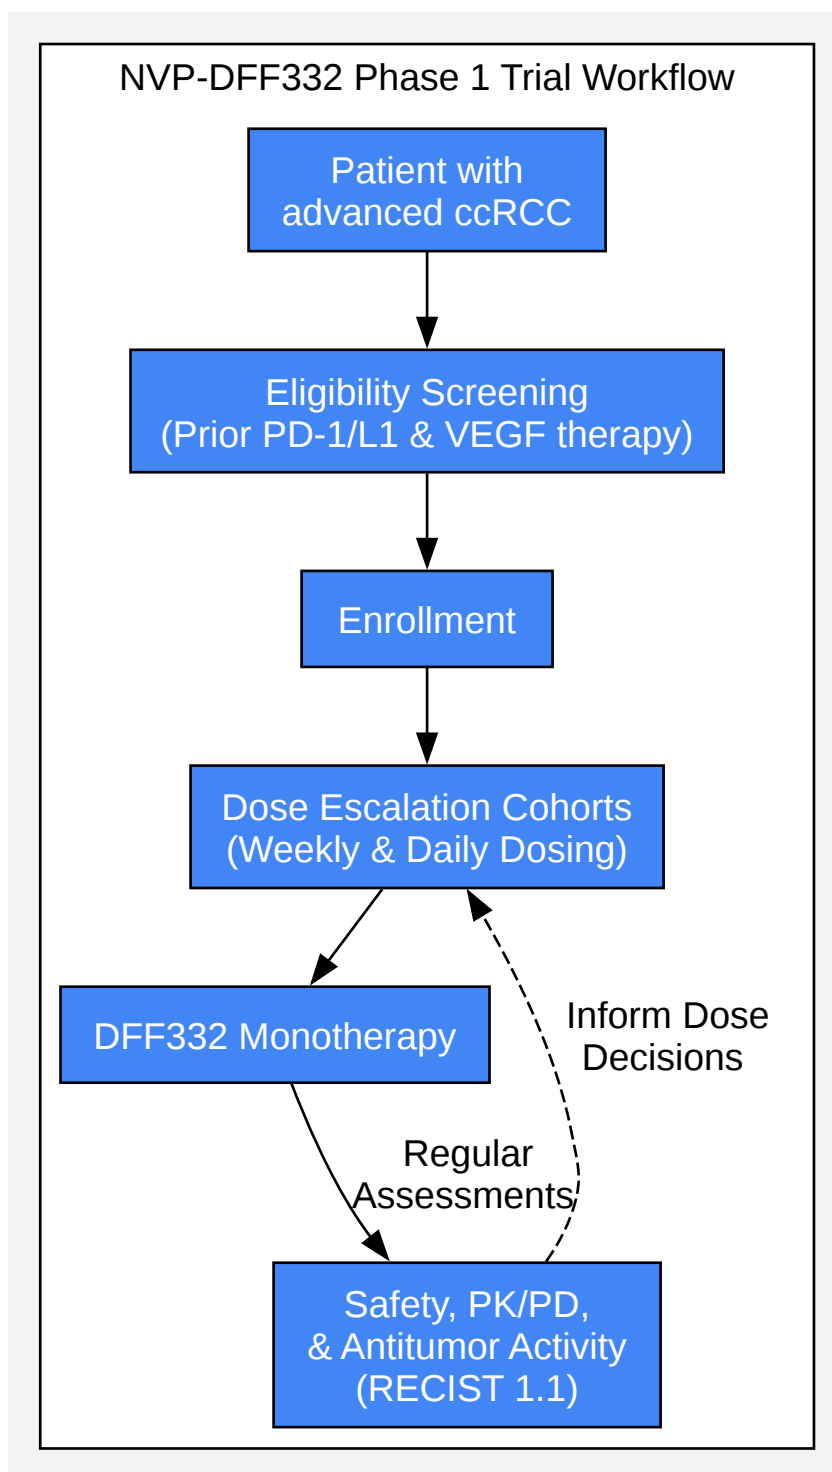 NVP-DFF332 Phase 1 Trial Workflow
Patient with
advanced ccRCC
Eligibility Screening
(Prior PD-1/L1 & VEGF therapy)
Enrollment
Dose Escalation Cohorts
(Weekly & Daily Dosing)
DFF332 Monotherapy
Inform Dose
Decisions
Regular
Assessments
Safety, PK/PD,
& Antitumor Activity
(RECIST 1.1)